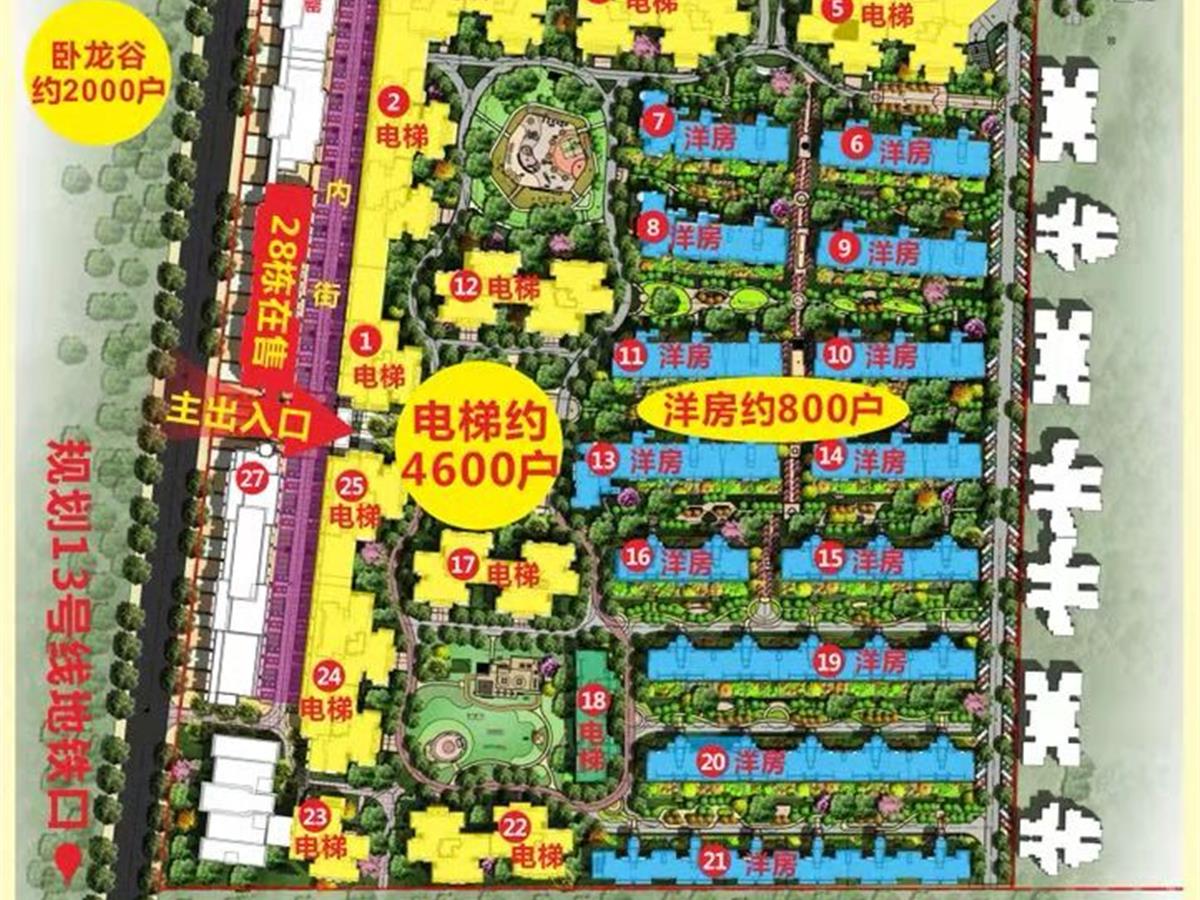 电梯
5
电梯
卧龙谷
约2000户
2
电梯
7
洋房
6
洋房
内
街
28栋在售
8
洋房
9
洋房
12
电梯
1
电梯
11
洋房
10
洋房
主出入口
电梯约
4600户
洋房约800户
27
25
电梯
13
洋房
14
洋房
规划13号线地铁口
17
电梯
16
洋房
15
洋房
24
电梯
19
洋房
18
电梯
20
洋房
23
电梯
22
电梯
21
洋房